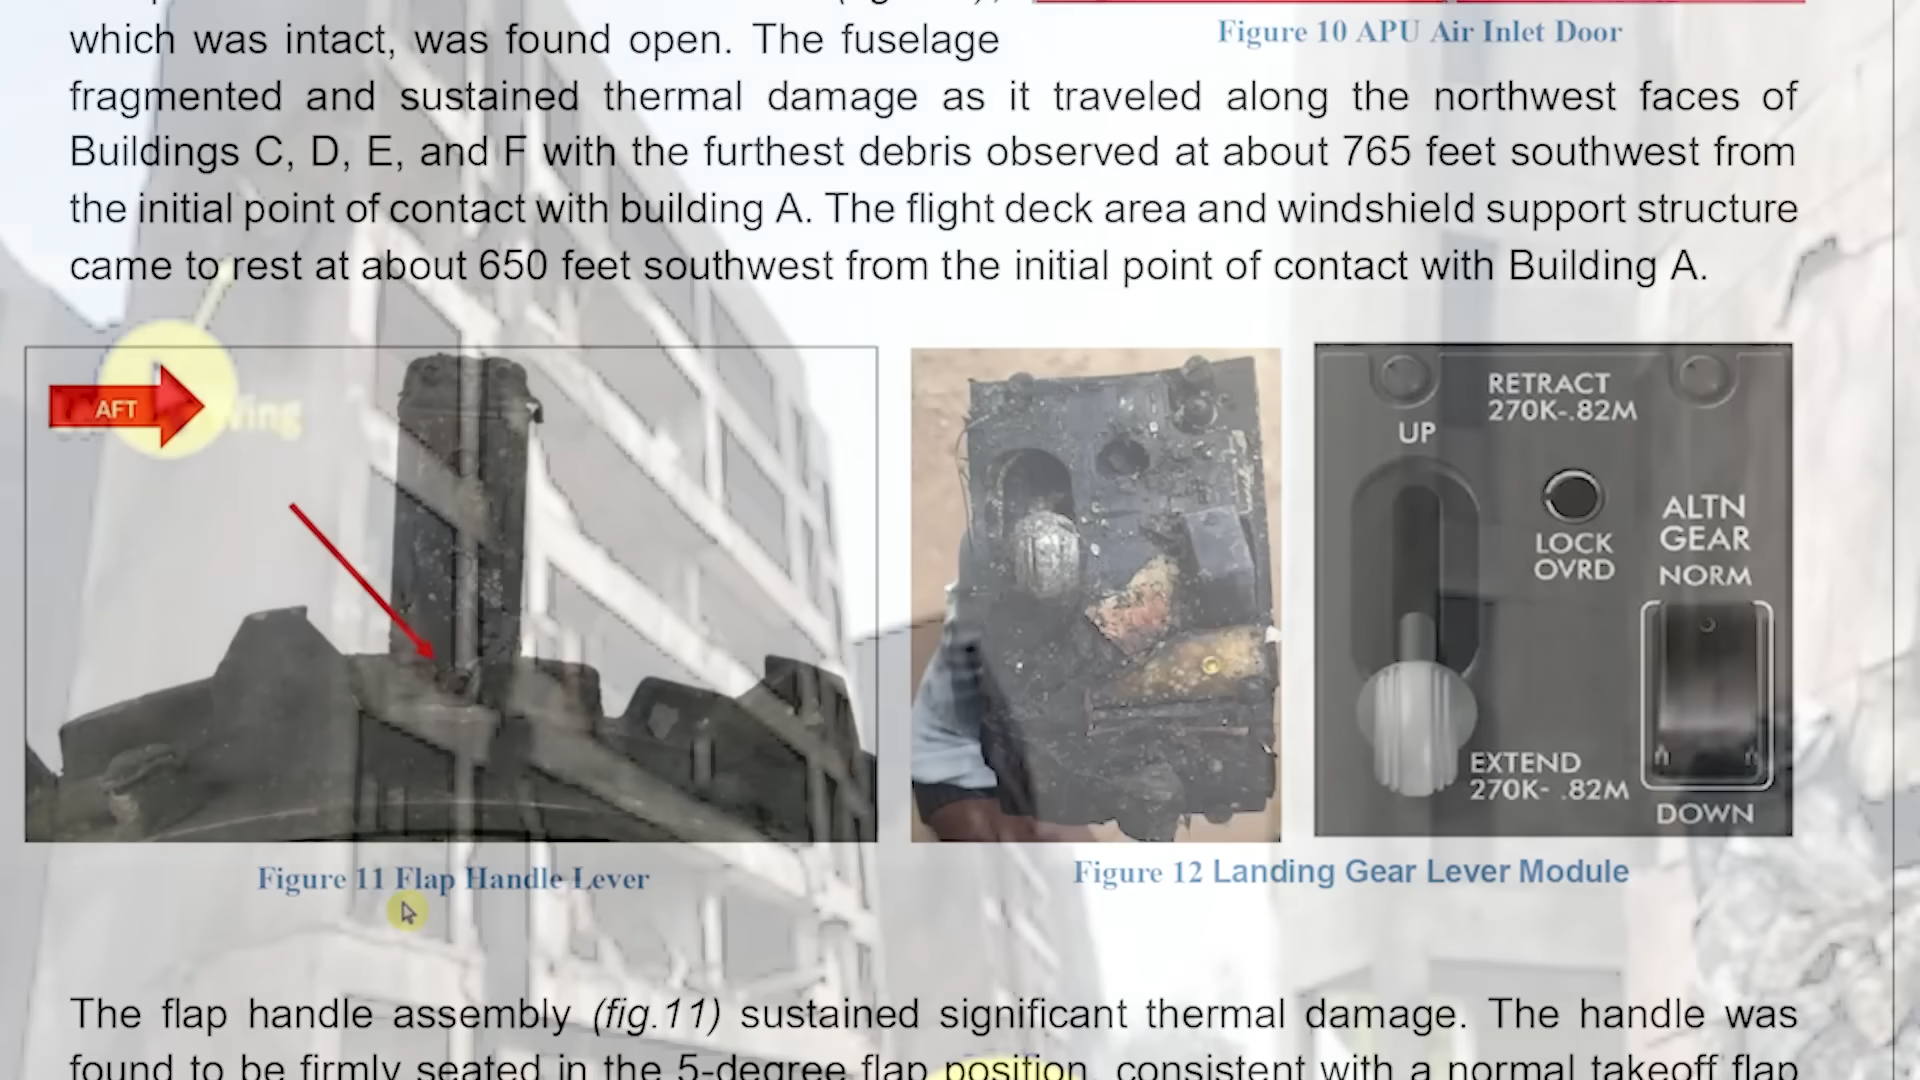 Figure 10 APU Air Inlet Door
which was intact, was found open. The fuselage
fragmented and sustained thermal damage as it traveled along the northwest faces of
Buildings C, D, E, and F with the furthest debris observed at about 765 feet southwest from
the initial point of contact with building A. The flight deck area and windshield support structure
came to rest at about 650 feet southwest from the initial point of contact with Building A.
AFT
RETRACT
270K-.82M
UP
LOCK
OVRD
ALTN
GEAR
NORM
EXTEND
270K- .82M
DOWN
Figure 11 Flap Handle Lever
Figure 12 Landing Gear Lever Module
The flap handle assembly (fig.11) sustained significant thermal damage. The handle was
found to be firmly seated in the 5-degree flap position, consistent with a normal takeoff flap